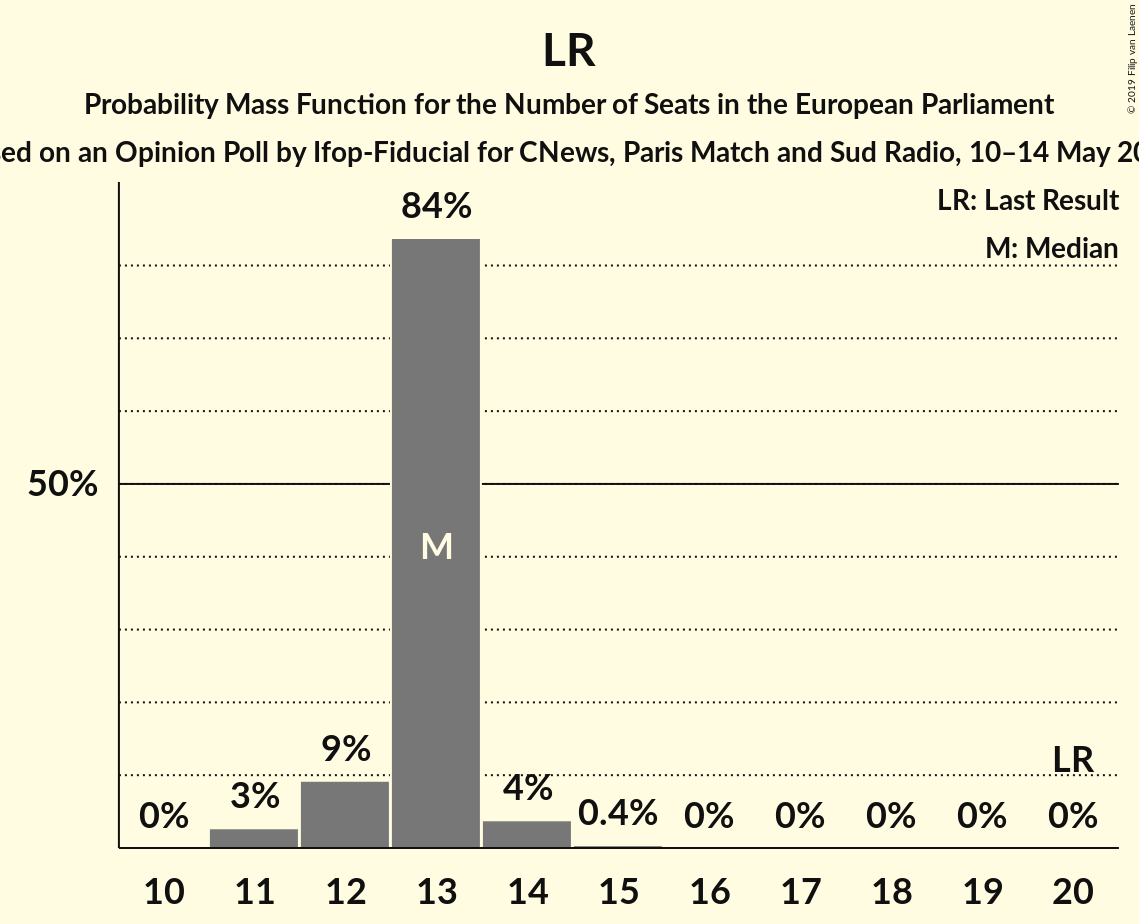 LR
Probability Mass Function for the Number of Seats in the European Parliament
on an Opinion Poll by Ifop-Fiducial for CNews, Paris Match and Sud Radio, 10–14 May
© 2019 Filip van Laenen
LR: Last Result
M: Median
84%
50%
M
9%
3%
4%
0.4%
LR
0%
0%
0%
0%
0%
0%
10 11 12 13 14 15 16 17 18 19 20